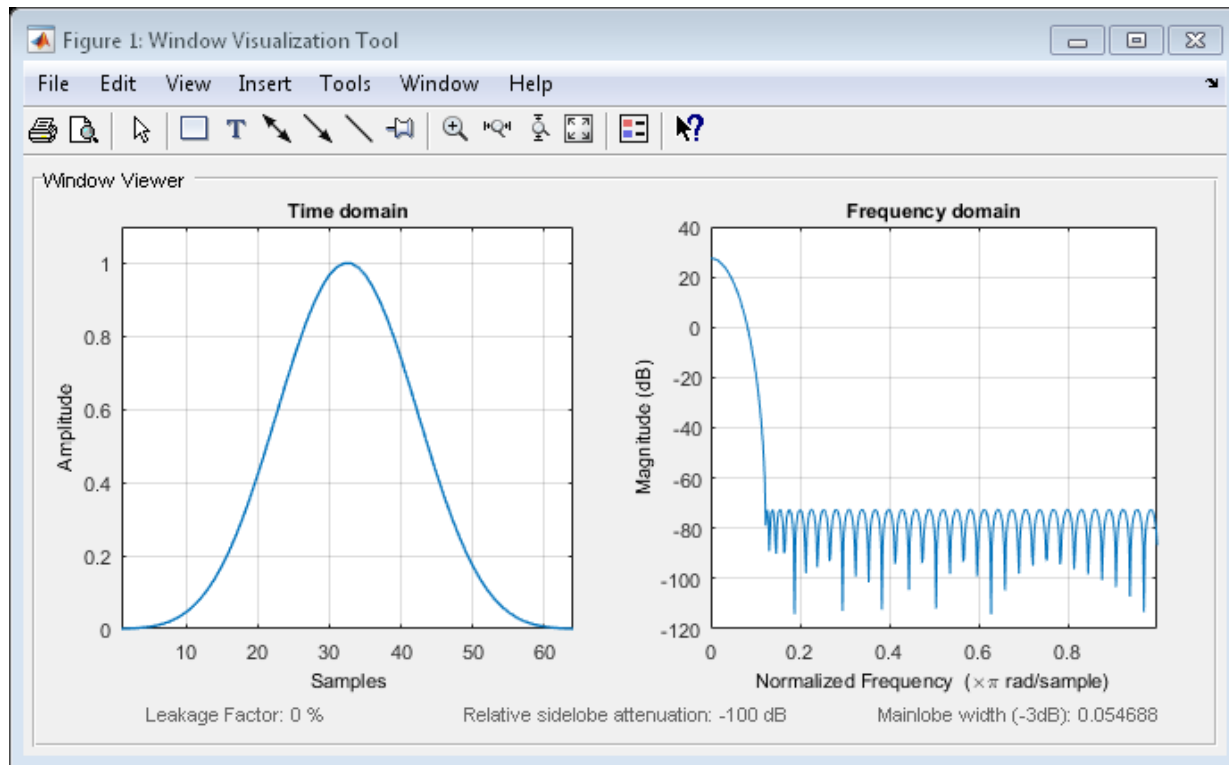 Figure 1: Window Visualization Tool
File Edit View Insert Tools Window Help
T ?
Window Viewer
Time domain
Amplitude
1
0.8
0.6
0.4
0.2
0
10 20 30 40 50 60
Samples
Frequency domain
Magnitude (dB)
40
20
0
-20
-40
-60
-80
-100
-120
0 0.2 0.4 0.6 0.8
Normalized Frequency (×π rad/sample)
Leakage Factor: 0 % Relative sidelobe attenuation: -100 dB Mainlobe width (-3dB): 0.054688